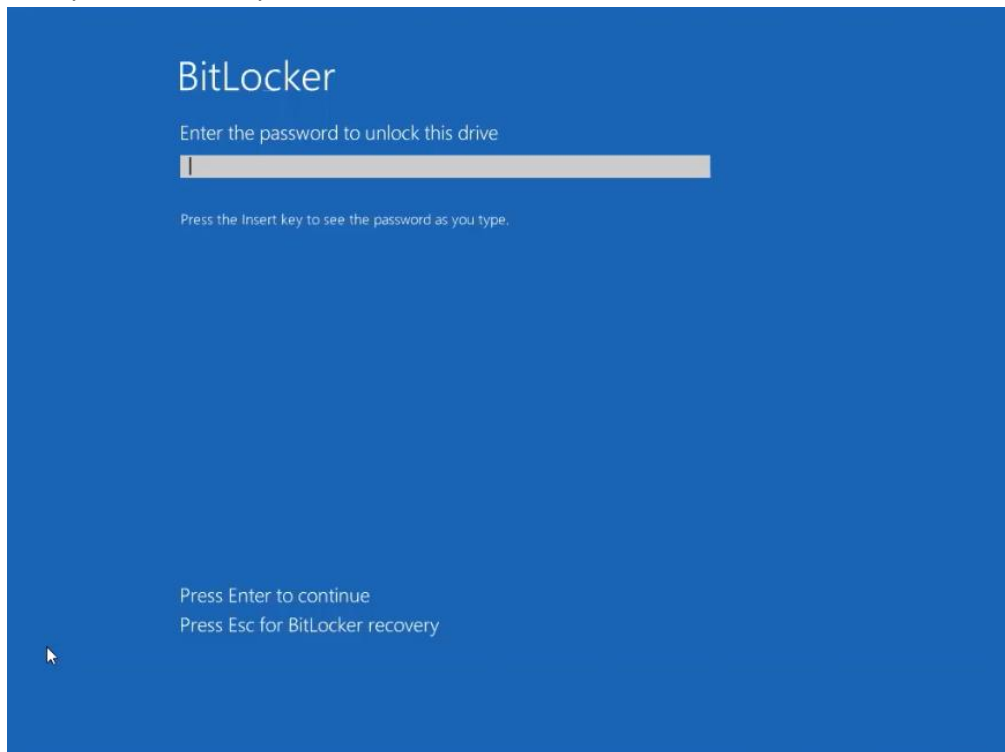 BitLocker
Enter the password to unlock this drive
Press the Insert key to see the password as you type.
Press Enter to continue
Press Esc for BitLocker recovery